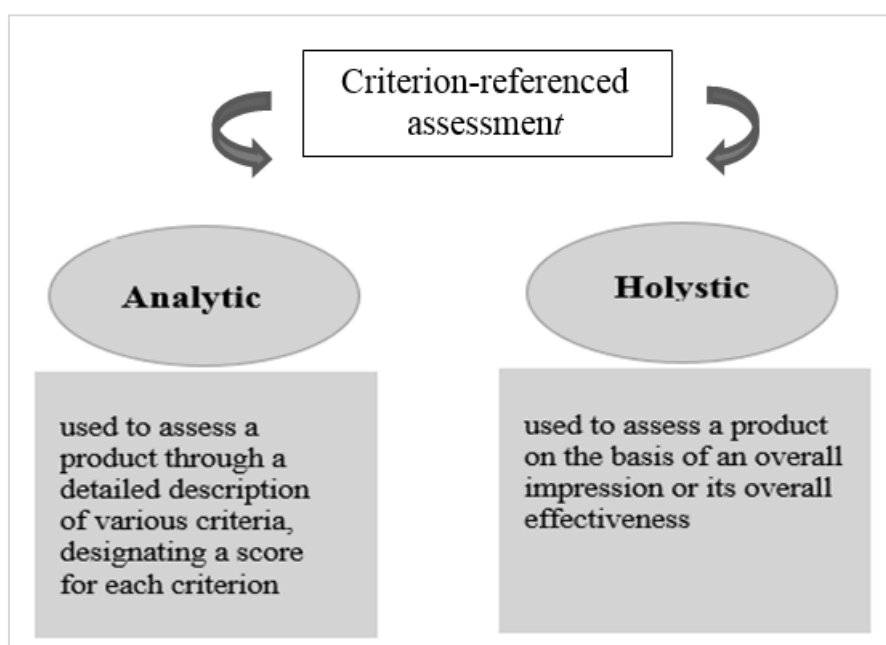 Criterion-referenced
assessment
Analytic
used to assess a
product through a
detailed description
of various criteria,
designating a score
for each criterion
Holystic
used to assess a product
on the basis of an overall
impression or its overall
effectiveness